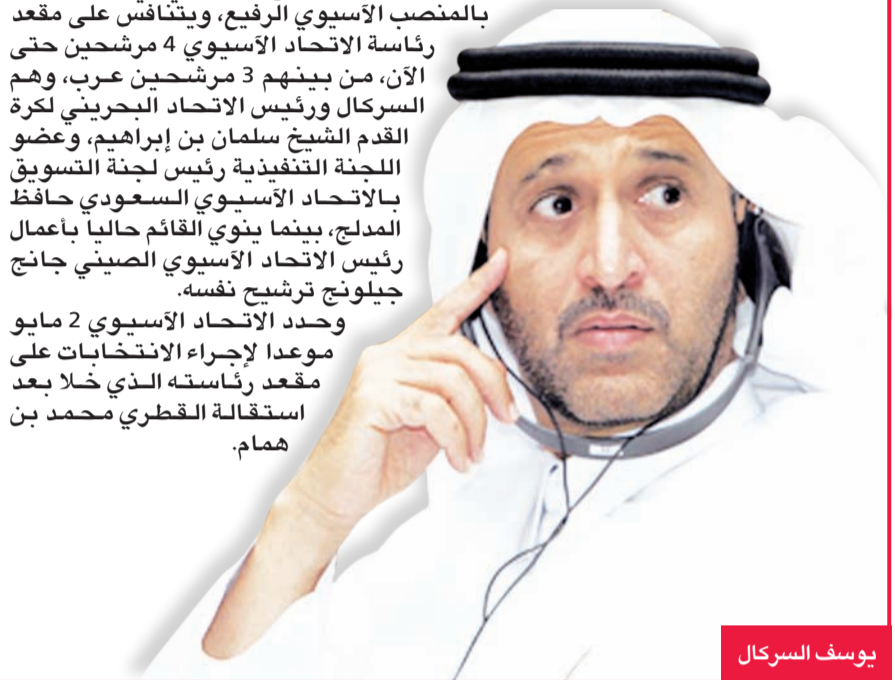 بالمنصب الآسيوي الرفيع، ويتنافس على مقعد
رئاسة الاتحاد الآسيوي 4 مرشحين حتى
الآن، من بينهم 3 مرشحين عرب، وهم
السركال ورئيس الاتحاد البحريني لكرة
القدم الشيخ سلمان بن إبراهيم، وعضو
اللجنة التنفيذية رئيس لجنة التسويق
بالاتحاد الآسيوي السعودي حافظ
المدلج، بينما ينوي القائم حاليا بأعمال
رئيس الاتحاد الآسيوي الصيني جانج
جيلونج ترشيح نفسه.
وحدد الاتحاد الآسيوي 2 مايو
موعدا لإجراء الانتخابات على
مقعد رئاسته الذي خلا بعد
استقالة القطري محمد بن
همام.
يوسف السركال